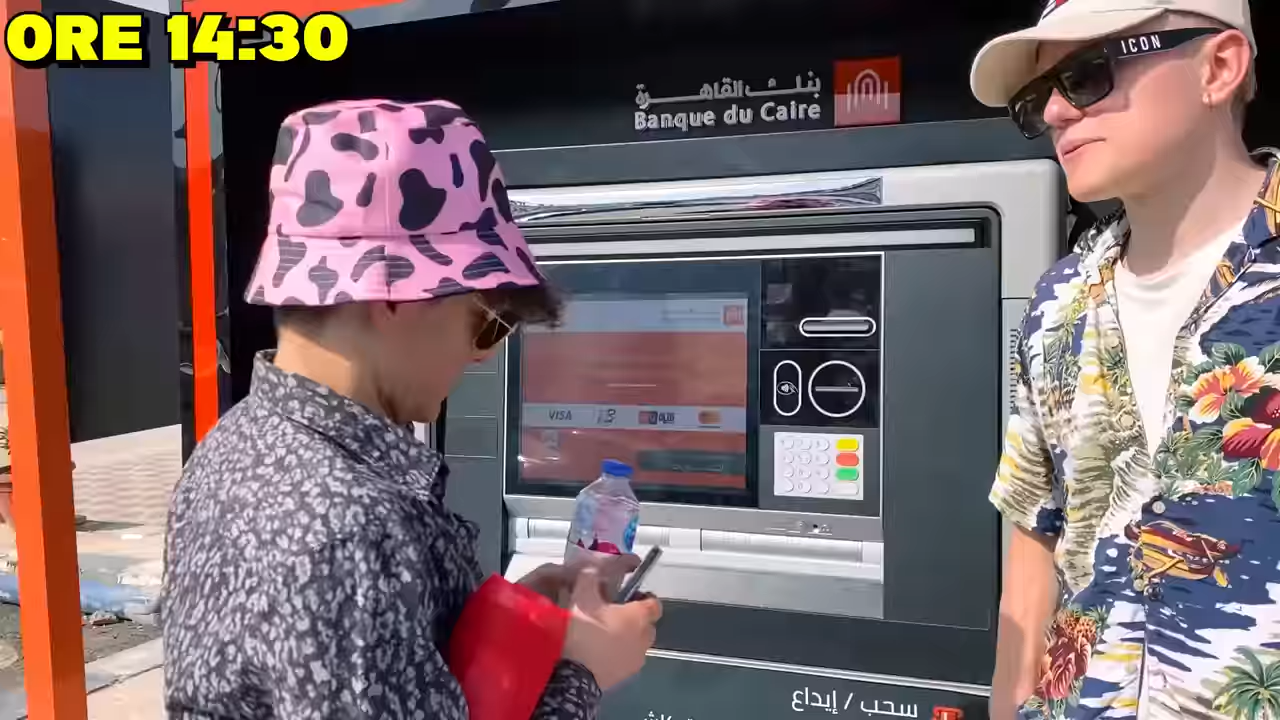 ORE 14:30
ICON
بنك القاهرة
Banque du Caire
VISA
سحب / إيداع